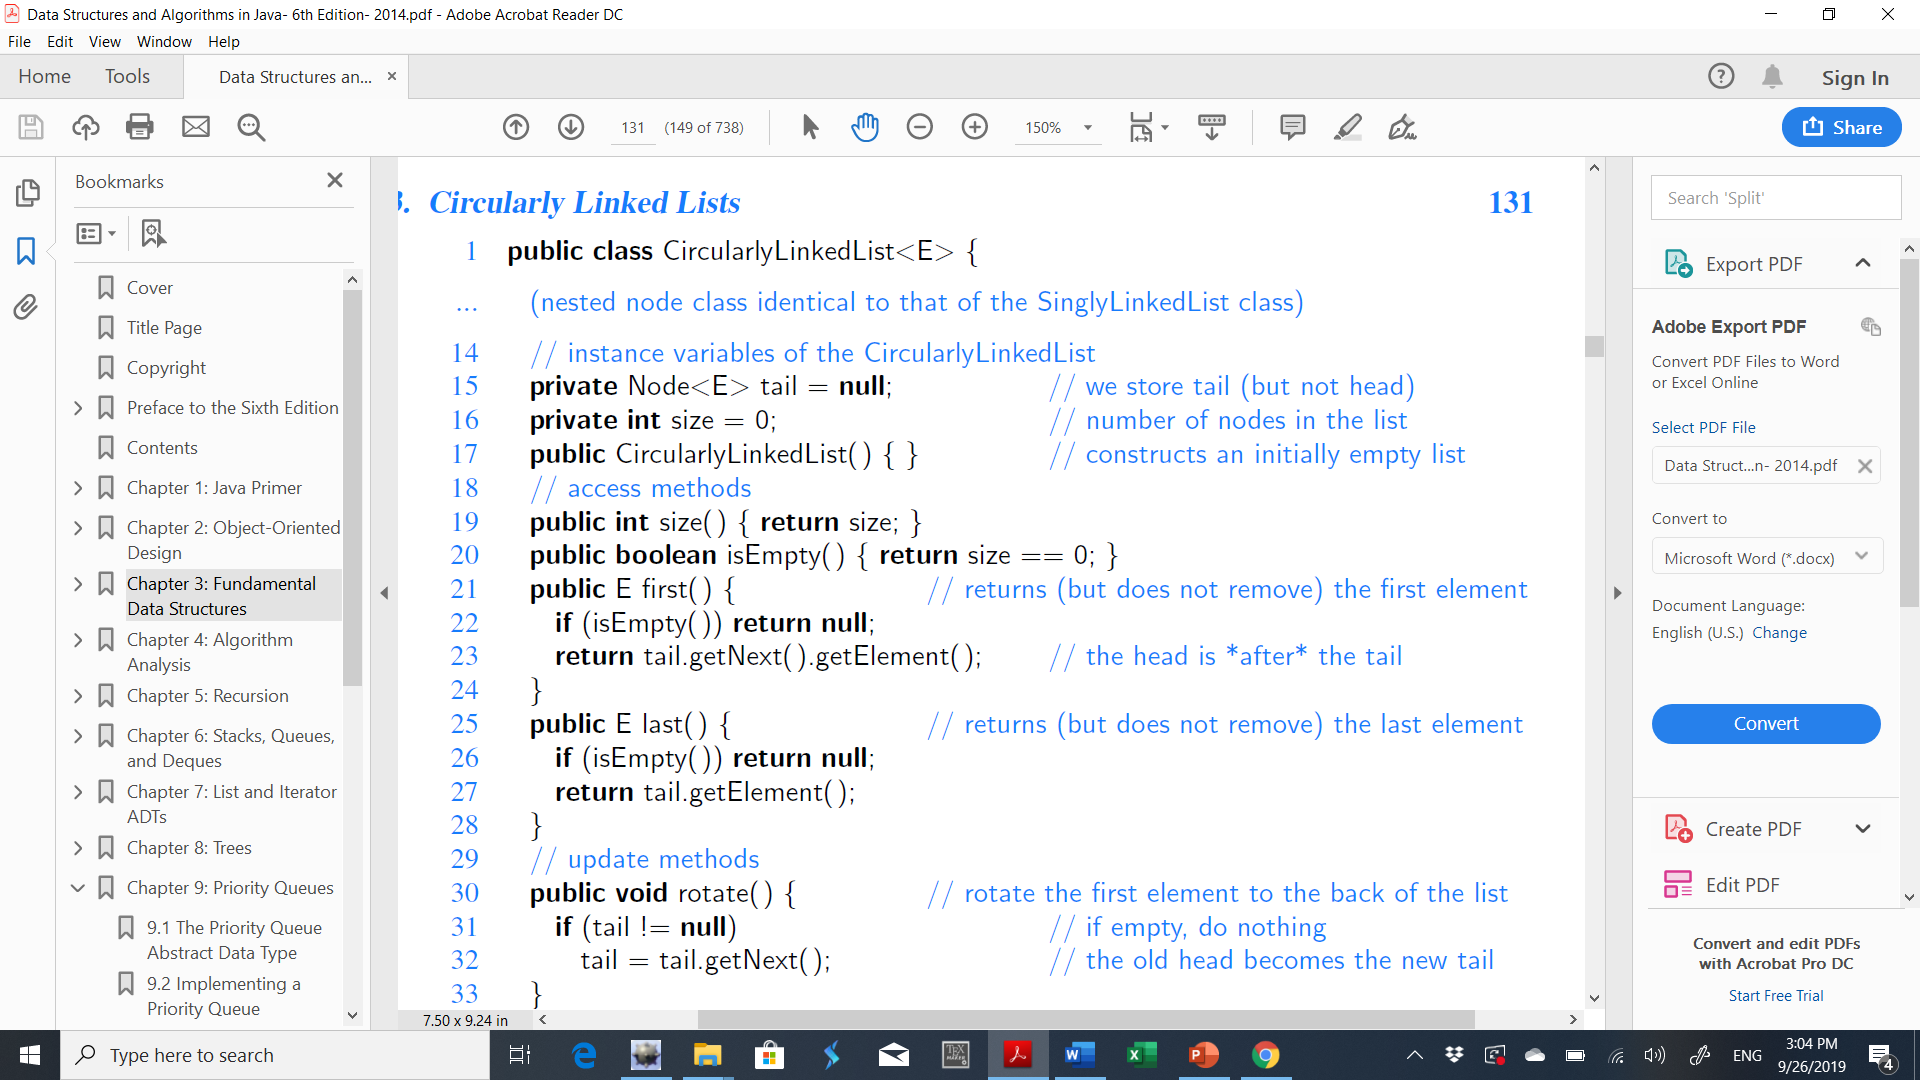 Data Structures and Algorithms in Java- 6th Edition- 2014.pdf - Adobe Acrobat Reader DC
File Edit View Window Help
Home Tools Data Structures an... Sign In
131 (149 of 738) 150% Share
Bookmarks
Cover
Title Page
Copyright
Preface to the Sixth Edition
Contents
Chapter 1: Java Primer
Chapter 2: Object-Oriented
Design
Chapter 3: Fundamental
Data Structures
Chapter 4: Algorithm
Analysis
Chapter 5: Recursion
Chapter 6: Stacks, Queues,
and Deques
Chapter 7: List and Iterator
ADTs
Chapter 8: Trees
Chapter 9: Priority Queues
9.1 The Priority Queue
Abstract Data Type
9.2 Implementing a
Priority Queue
3. Circularly Linked Lists 131
1 public class CircularlyLinkedList<E> {
... (nested node class identical to that of the SinglyLinkedList class)
14 // instance variables of the CircularlyLinkedList
15 private Node<E> tail = null; // we store tail (but not head)
16 private int size = 0; // number of nodes in the list
17 public CircularlyLinkedList( ) { } // constructs an initially empty list
18 // access methods
19 public int size( ) { return size; }
20 public boolean isEmpty( ) { return size == 0; }
21 public E first( ) { // returns (but does not remove) the first element
22 if (isEmpty( )) return null;
23 return tail.getNext( ).getElement( ); // the head is *after* the tail
24 }
25 public E last( ) { // returns (but does not remove) the last element
26 if (isEmpty( )) return null;
27 return tail.getElement( );
28 }
29 // update methods
30 public void rotate( ) { // rotate the first element to the back of the list
31 if (tail != null) // if empty, do nothing
32 tail = tail.getNext( ); // the old head becomes the new tail
33 }
7.50 x 9.24 in
Search 'Split'
Export PDF
Adobe Export PDF
Convert PDF Files to Word
or Excel Online
Select PDF File
Data Struct...n- 2014.pdf
Convert to
Microsoft Word (*.docx)
Document Language:
English (U.S.) Change
Convert
Create PDF
Edit PDF
Convert and edit PDFs
with Acrobat Pro DC
Start Free Trial
Type here to search
ENG
3:04 PM
9/26/2019
4